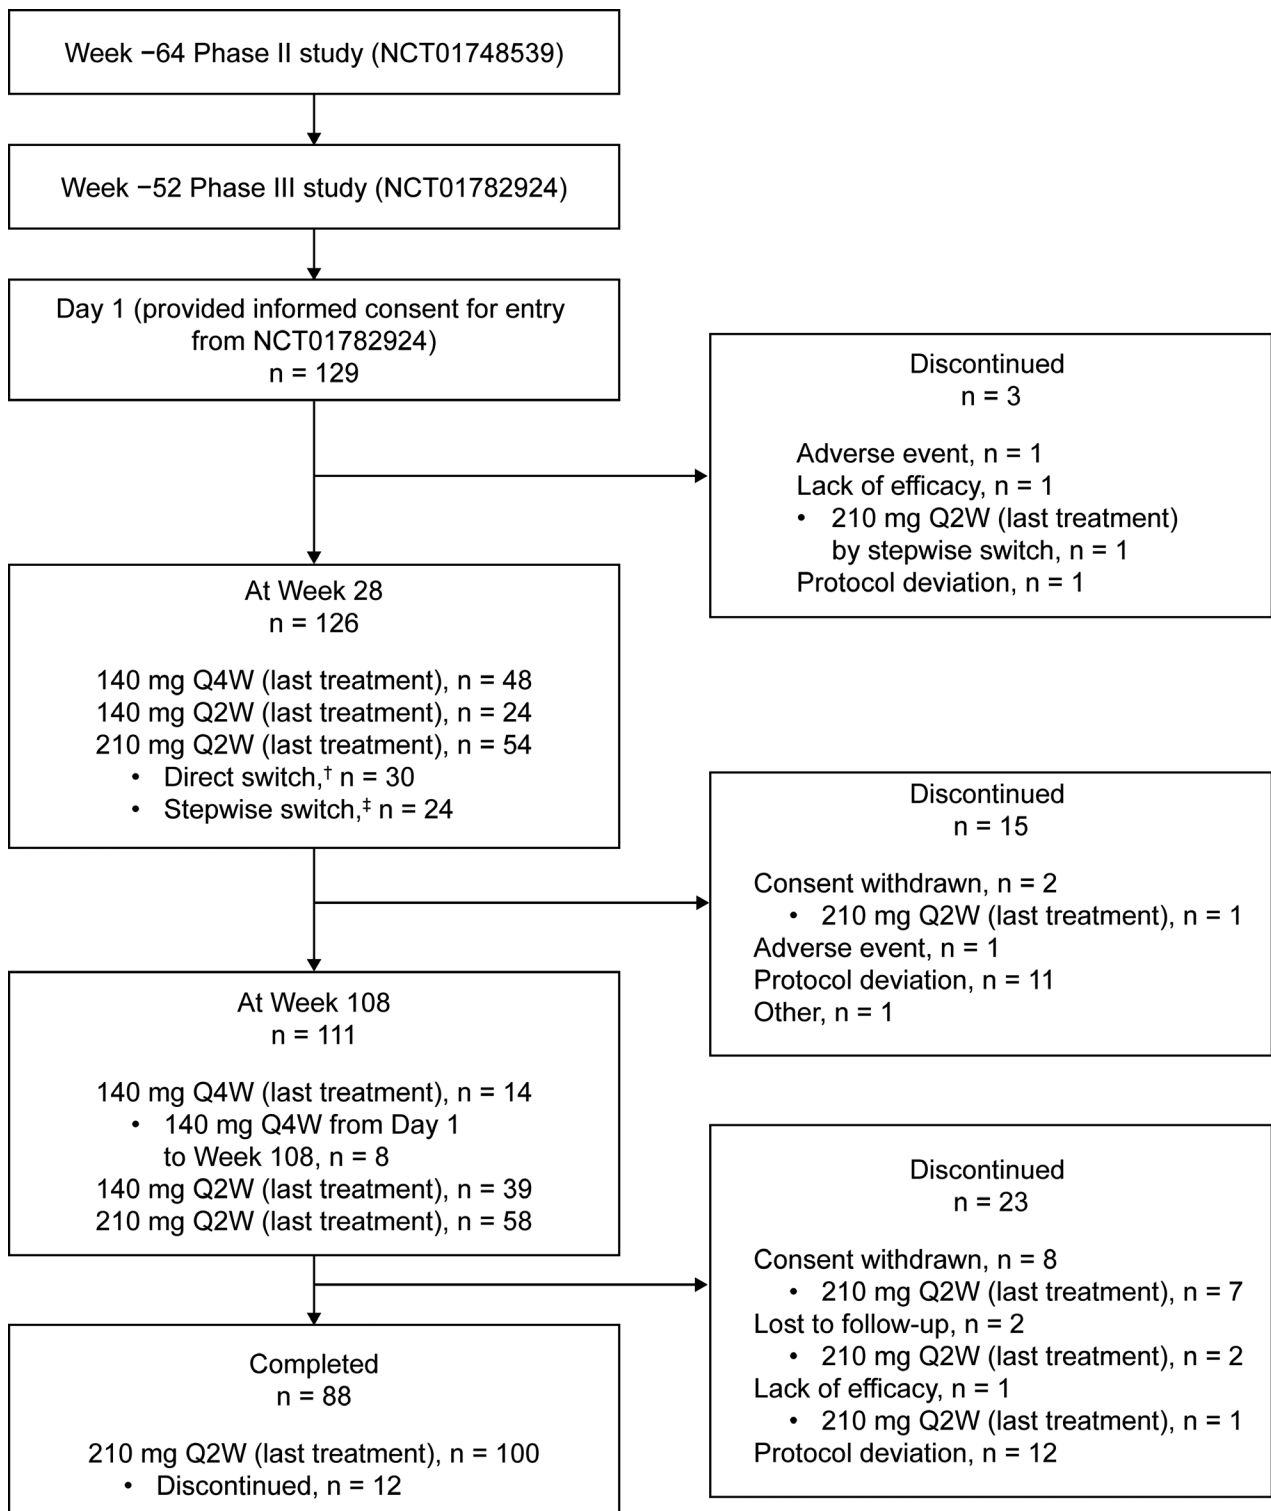 Week −64 Phase II study (NCT01748539)
Week −52 Phase III study (NCT01782924)
Day 1 (provided informed consent for entry
from NCT01782924)
n = 129
Discontinued
n = 3
Adverse event, n = 1
Lack of efficacy, n = 1
• 210 mg Q2W (last treatment)
by stepwise switch, n = 1
Protocol deviation, n = 1
At Week 28
n = 126
140 mg Q4W (last treatment), n = 48
140 mg Q2W (last treatment), n = 24
210 mg Q2W (last treatment), n = 54
• Direct switch,† n = 30
• Stepwise switch,‡ n = 24
Discontinued
n = 15
Consent withdrawn, n = 2
• 210 mg Q2W (last treatment), n = 1
Adverse event, n = 1
Protocol deviation, n = 11
Other, n = 1
At Week 108
n = 111
140 mg Q4W (last treatment), n = 14
• 140 mg Q4W from Day 1
to Week 108, n = 8
140 mg Q2W (last treatment), n = 39
210 mg Q2W (last treatment), n = 58
Discontinued
n = 23
Consent withdrawn, n = 8
• 210 mg Q2W (last treatment), n = 7
Lost to follow-up, n = 2
• 210 mg Q2W (last treatment), n = 2
Lack of efficacy, n = 1
• 210 mg Q2W (last treatment), n = 1
Protocol deviation, n = 12
Completed
n = 88
210 mg Q2W (last treatment), n = 100
• Discontinued, n = 12